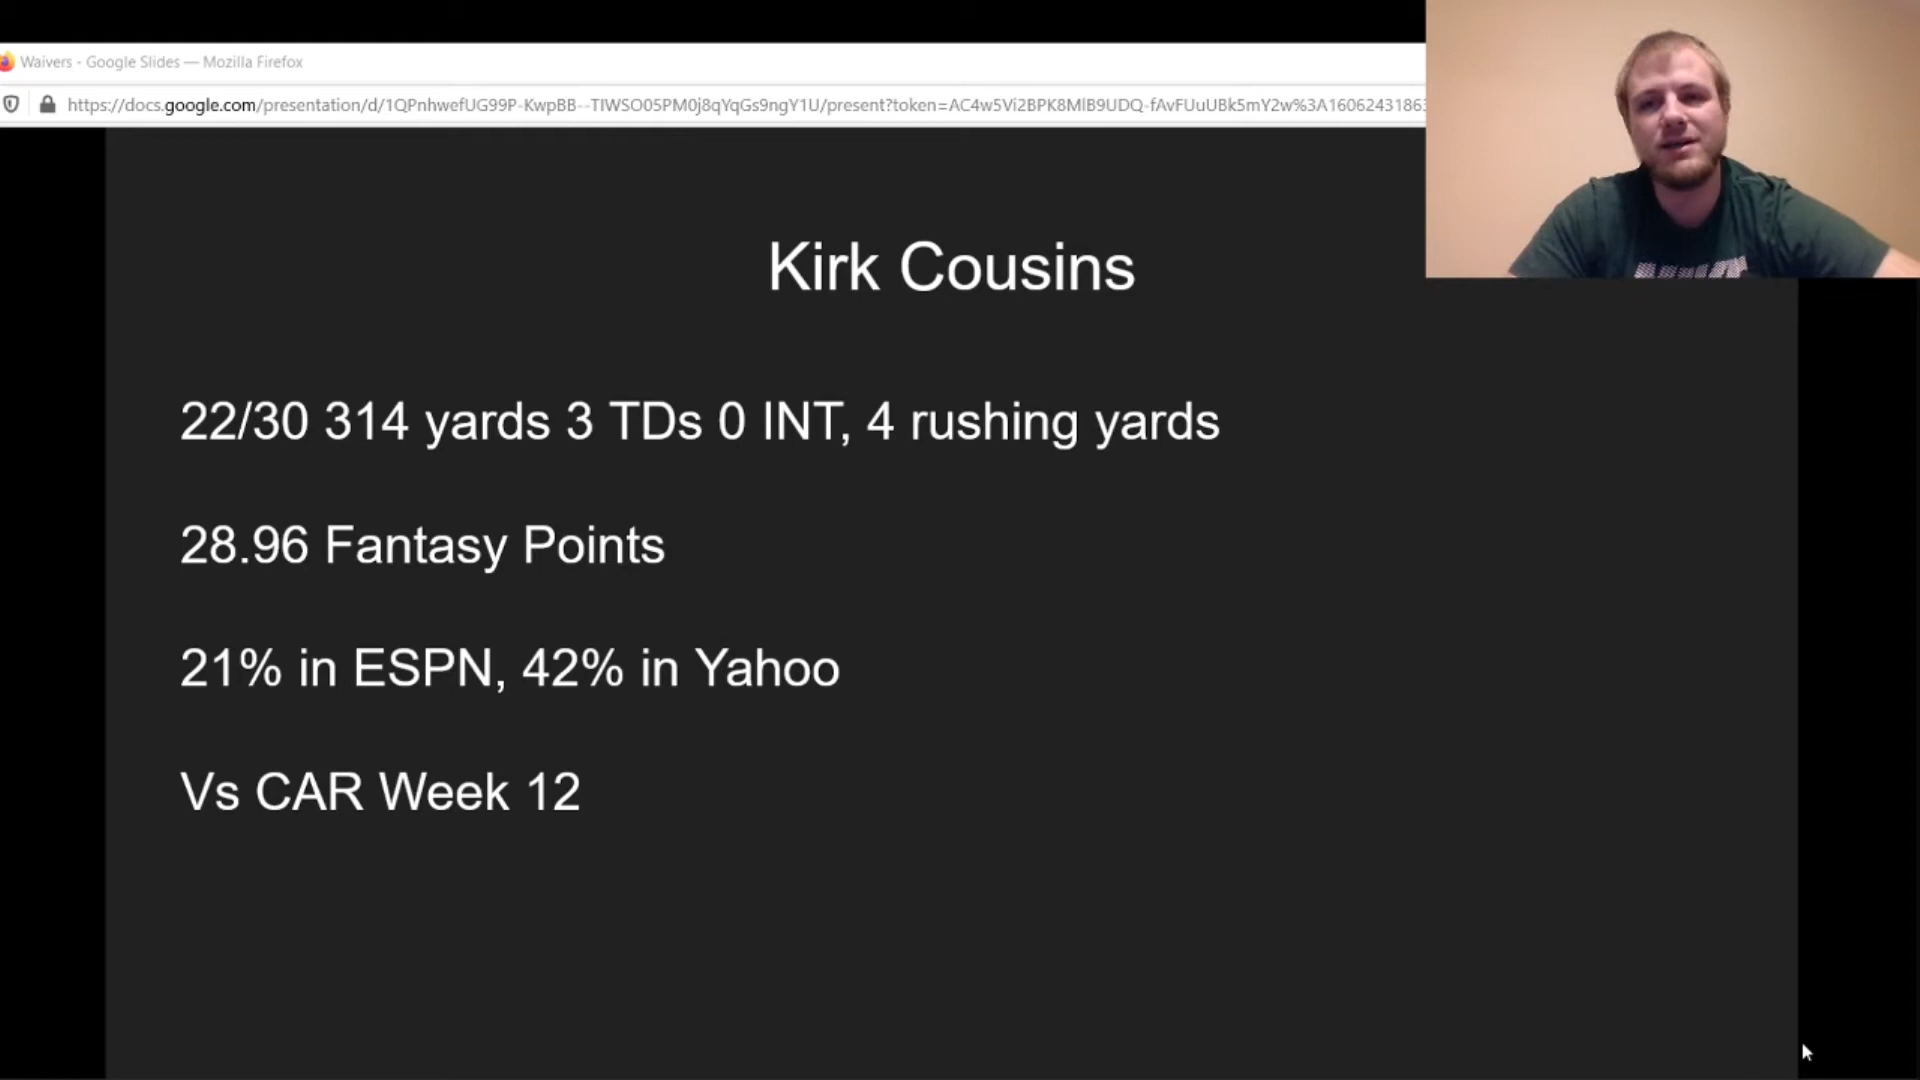 Waivers - Google Slides — Mozilla Firefox
https://docs.google.com/presentation/d/1QPnhwefUG99P-KwpBB--TIWSO05PM0j8qYqGs9ngY1U/present?token=AC4w5Vi2BPK8MlB9UDQ-fAvFUuUBk5mY2w%3A1606243186
Kirk Cousins
22/30 314 yards 3 TDs 0 INT, 4 rushing yards
28.96 Fantasy Points
21% in ESPN, 42% in Yahoo
Vs CAR Week 12